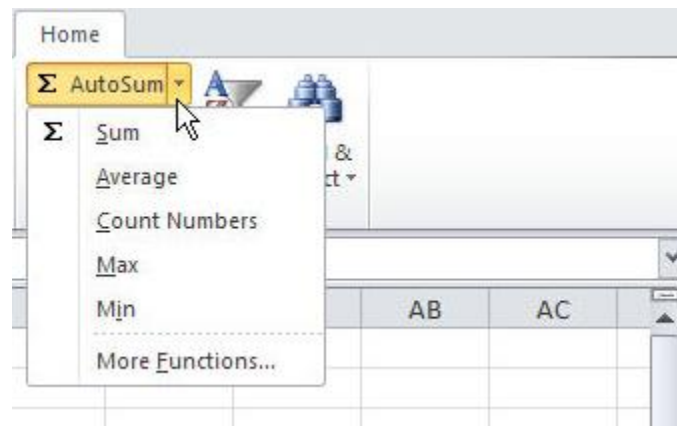 Home
Σ AutoSum
Σ Sum
&
Average
Count Numbers
Max
Min
AB AC
More Functions...